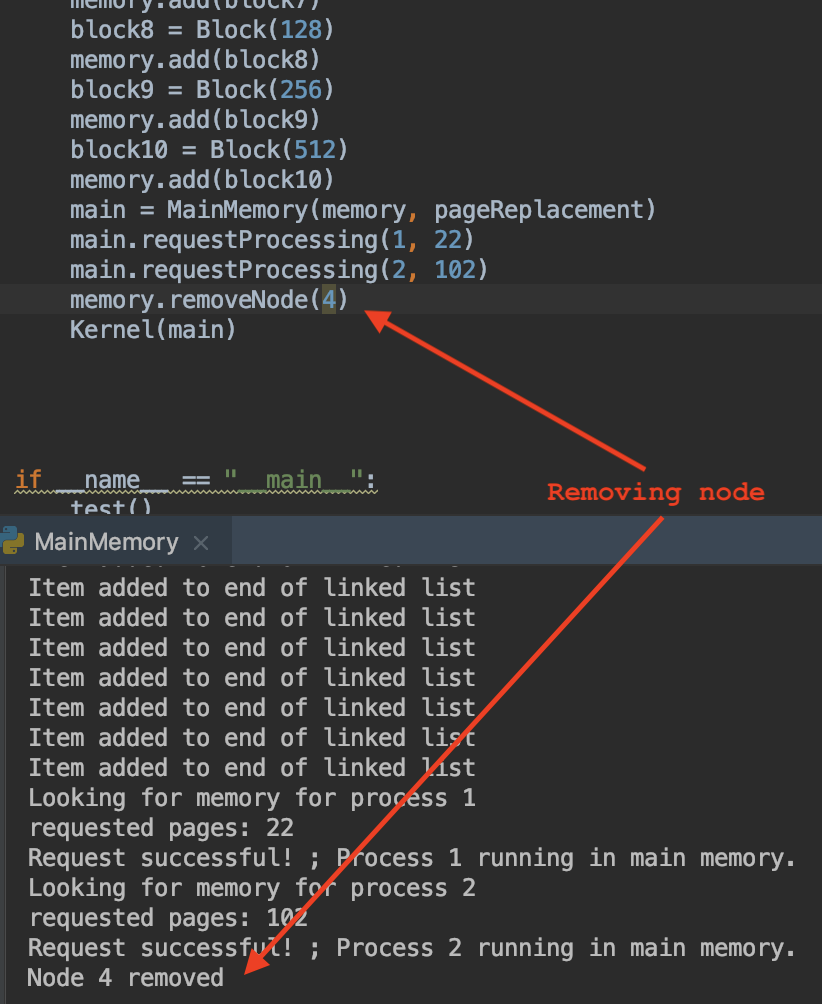 memory.add(block7)
block8 = Block(128)
memory.add(block8)
block9 = Block(256)
memory.add(block9)
block10 = Block(512)
memory.add(block10)
main = MainMemory(memory, pageReplacement)
main.requestProcessing(1, 22)
main.requestProcessing(2, 102)
memory.removeNode(4)
Kernel(main)
if __name__ == "__main__":
Removing node
test()
MainMemory ×
Item added to end of linked list
Item added to end of linked list
Item added to end of linked list
Item added to end of linked list
Item added to end of linked list
Item added to end of linked list
Item added to end of linked list
Looking for memory for process 1
requested pages: 22
Request successful! ; Process 1 running in main memory.
Looking for memory for process 2
requested pages: 102
Request successful! ; Process 2 running in main memory.
Node 4 removed